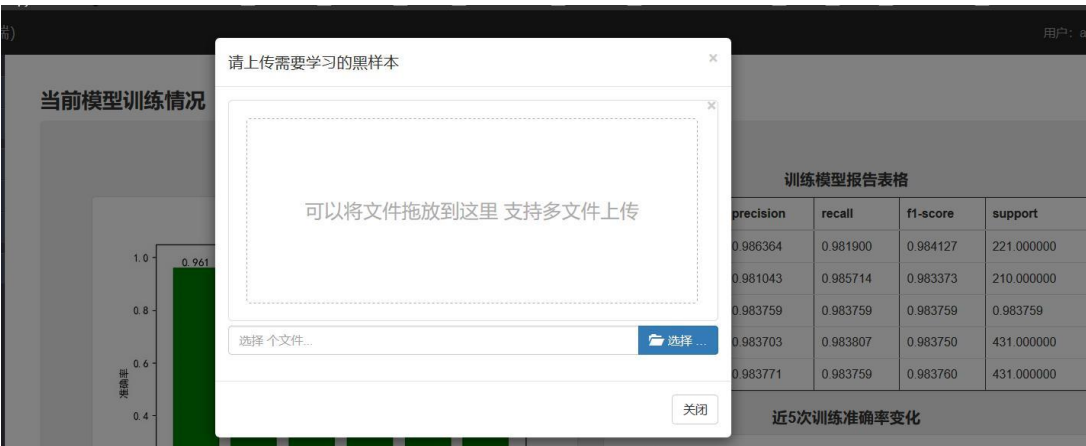 端)
用户: a
请上传需要学习的黑样本
×
当前模型训练情况
×
可以将文件拖放到这里 支持多文件上传
训练模型报告表格
precision recall f1-score support
0.986364 0.981900 0.984127 221.000000
0.981043 0.985714 0.983373 210.000000
0.983759 0.983759 0.983759 0.983759
0.983703 0.983807 0.983750 431.000000
0.983771 0.983759 0.983760 431.000000
1.0
0.961
0.8
0.6
0.4
准确率
选择 个文件...
选择 ...
关闭
近5次训练准确率变化